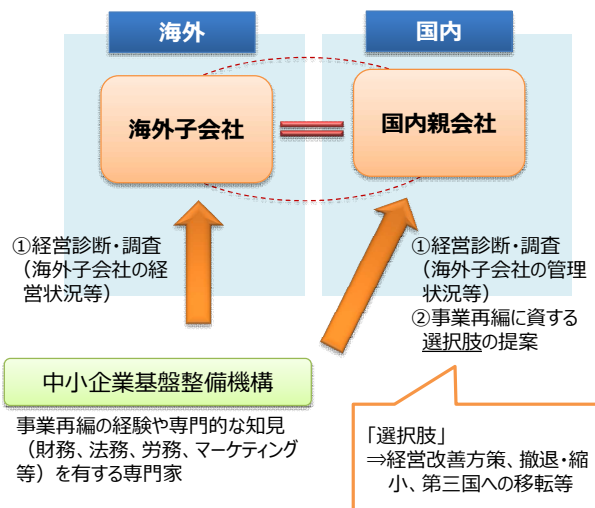 海外
国内
海外子会社
国内親会社
①経営診断・調査
（海外子会社の経
営状況等）
①経営診断・調査
（海外子会社の管理
状況等）
②事業再編に資する
選択肢の提案
中小企業基盤整備機構
事業再編の経験や専門的な知見
（財務、法務、労務、マーケティング
等）を有する専門家
「選択肢」
⇒経営改善方策、撤退・縮
小、第三国への移転等